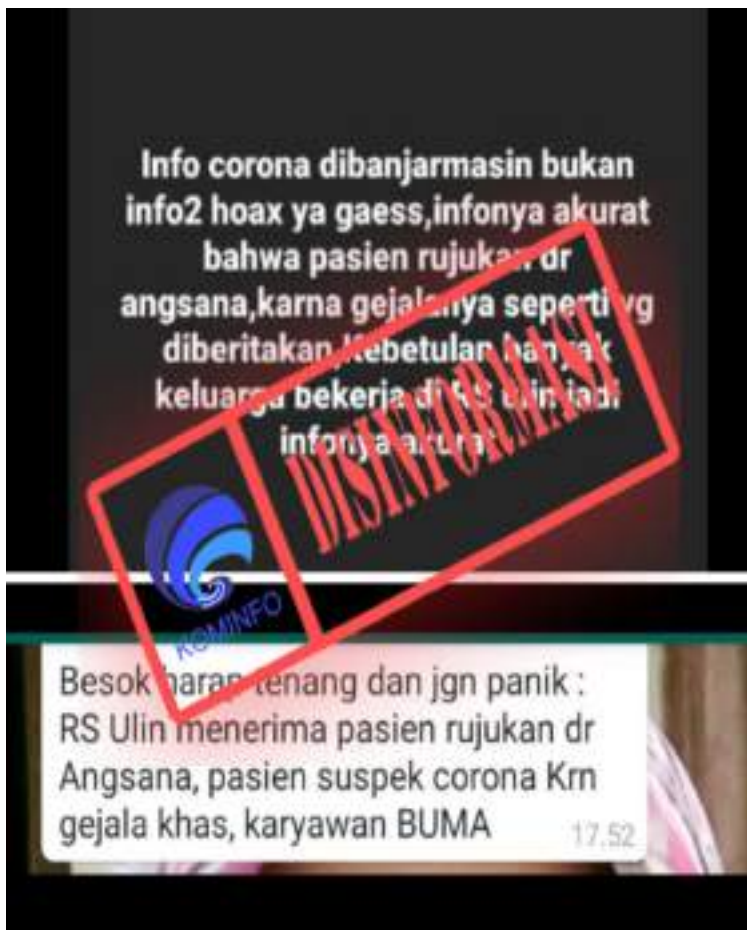 Info corona dibanjarmasin bukan
info2 hoax ya gaess,infonya akurat
bahwa pasien rujukan dr
angsana,karna gejalanya seperti yg
diberitakan,Kebetulan banyak
keluarga bekerja di RS ulin jadi
infonya akurat
DISINFORMASI
KOMINFO
Besok harap tenang dan jgn panik :
RS Ulin menerima pasien rujukan dr
Angsana, pasien suspek corona Krn
gejala khas, karyawan BUMA
17.52